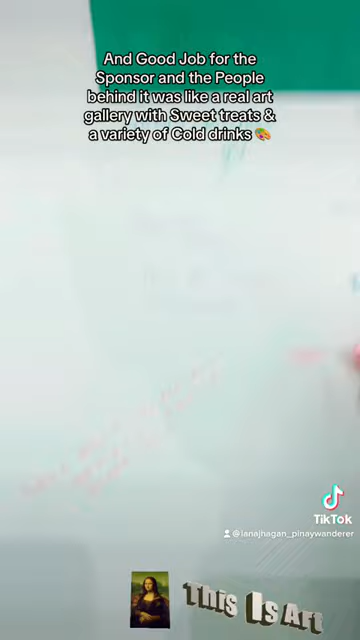 And Good Job for the
Sponsor and the People
behind it was like a real art
gallery with Sweet treats &
a variety of Cold drinks 🎨
TikTok
@lanajhagan_pinaywanderer
This Is Art